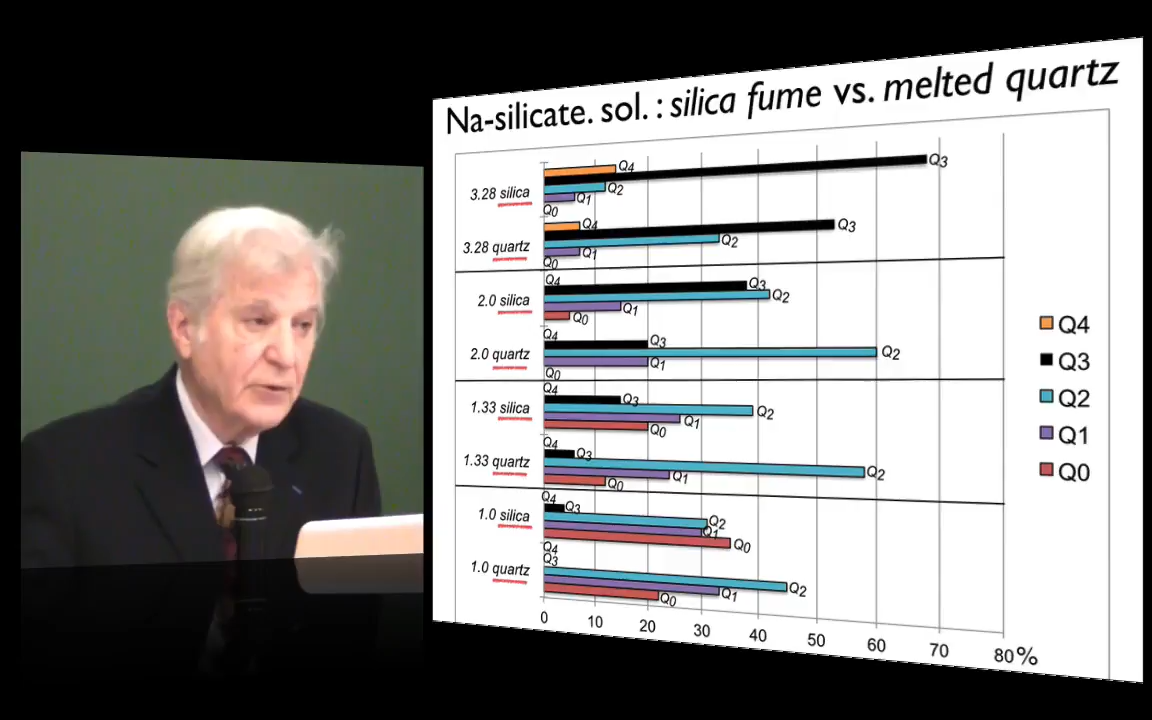 Na-silicate. sol. : silica fume vs. melted quartz
3.28 silica
Q4
Q3
Q2
Q1
Q0
3.28 quartz
Q4
Q3
Q2
Q1
Q0
2.0 silica
Q4
Q3
Q2
Q1
Q0
2.0 quartz
Q4
Q3
Q2
Q1
Q0
1.33 silica
Q4
Q3
Q2
Q1
Q0
1.33 quartz
Q4
Q3
Q2
Q1
Q0
1.0 silica
Q4
Q3
Q2
Q1
Q0
1.0 quartz
Q4
Q3
Q2
Q1
Q0
0 10 20 30 40 50 60 70 80%
Q4
Q3
Q2
Q1
Q0